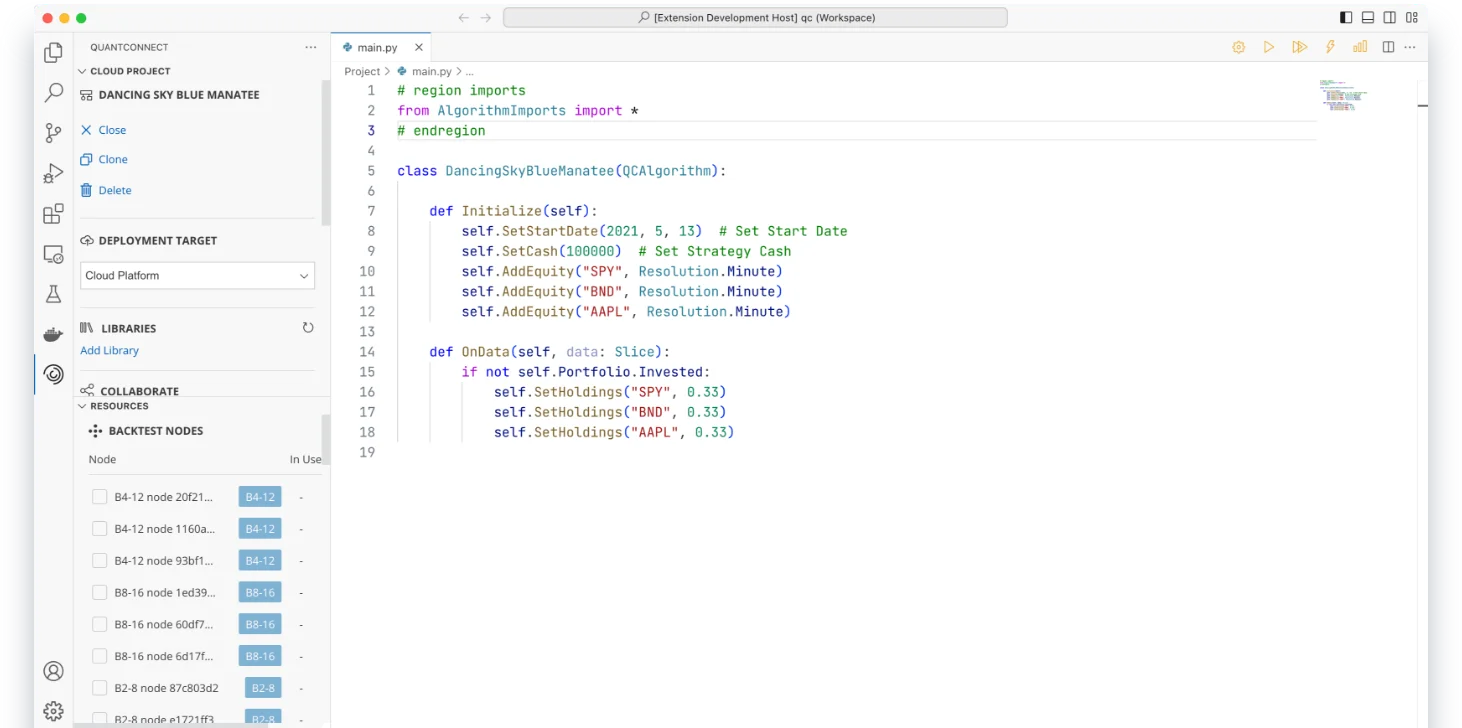 [Extension Development Host] qc (Workspace)
QUANTCONNECT
CLOUD PROJECT
DANCING SKY BLUE MANATEE
Close
Clone
Delete
DEPLOYMENT TARGET
Cloud Platform
LIBRARIES
Add Library
COLLABORATE
RESOURCES
BACKTEST NODES
Node In Use
B4-12 node 20f21... B4-12 -
B4-12 node 1160a... B4-12 -
B4-12 node 93bf1... B4-12 -
B8-16 node 1ed39... B8-16 -
B8-16 node 60df7... B8-16 -
B8-16 node 6d17f... B8-16 -
B2-8 node 87c803d2 B2-8 -
B2-8 node e1721ff3 B2-8 -
main.py
Project > main.py > ...
1 # region imports
2 from AlgorithmImports import *
3 # endregion
4
5 class DancingSkyBlueManatee(QCAlgorithm):
6
7 def Initialize(self):
8 self.SetStartDate(2021, 5, 13)  # Set Start Date
9 self.SetCash(100000)  # Set Strategy Cash
10 self.AddEquity("SPY", Resolution.Minute)
11 self.AddEquity("BND", Resolution.Minute)
12 self.AddEquity("AAPL", Resolution.Minute)
13
14 def OnData(self, data: Slice):
15 if not self.Portfolio.Invested:
16 self.SetHoldings("SPY", 0.33)
17 self.SetHoldings("BND", 0.33)
18 self.SetHoldings("AAPL", 0.33)
19